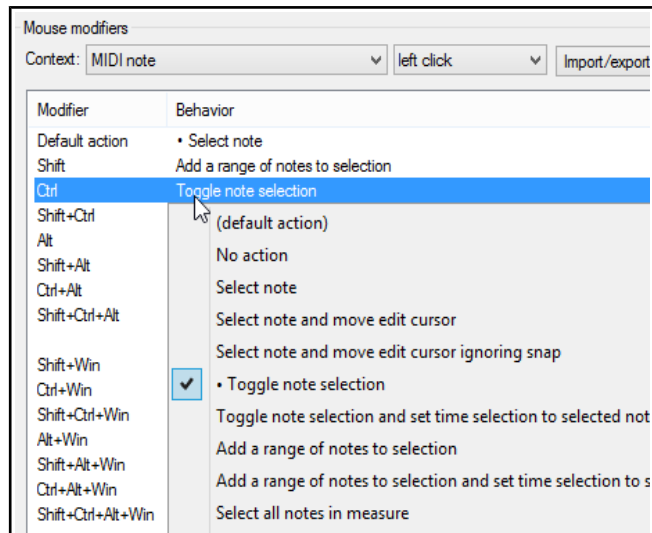 Mouse modifiers
Context: MIDI note left click Import/export
Modifier Behavior
Default action • Select note
Shift Add a range of notes to selection
Ctrl Toggle note selection
Shift+Ctrl
Alt
Shift+Alt
Ctrl+Alt
Shift+Ctrl+Alt
Shift+Win
Ctrl+Win
Shift+Ctrl+Win
Alt+Win
Shift+Alt+Win
Ctrl+Alt+Win
Shift+Ctrl+Alt+Win
(default action)
No action
Select note
Select note and move edit cursor
Select note and move edit cursor ignoring snap
• Toggle note selection
Toggle note selection and set time selection to selected not
Add a range of notes to selection
Add a range of notes to selection and set time selection to s
Select all notes in measure